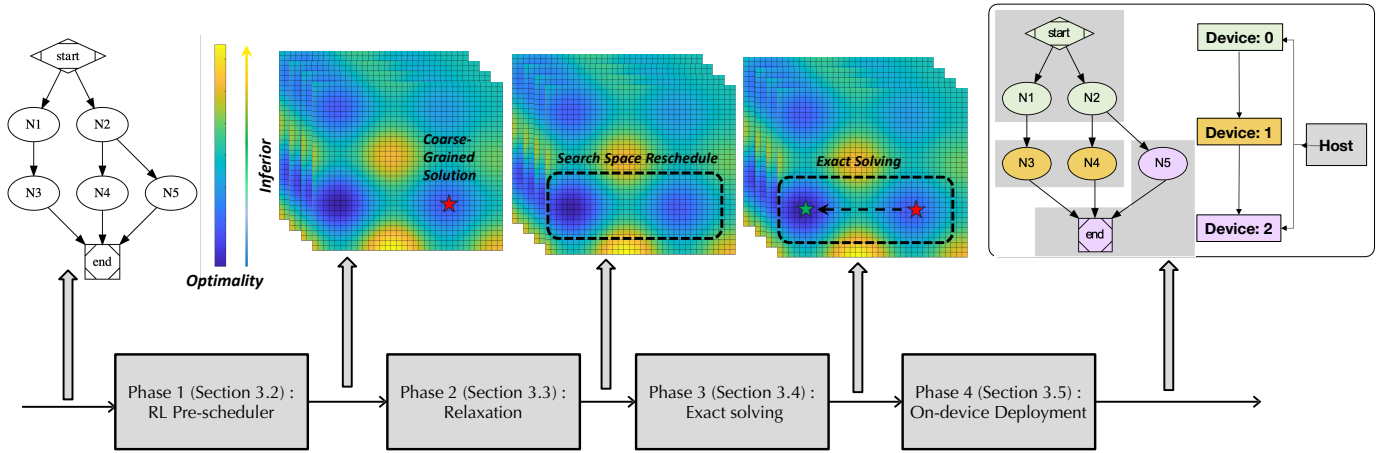 start
N1
N2
N3
N4
N5
end
Inferior
Optimality
Coarse-
Grained
Solution
Search Space Reschedule
Exact Solving
start
N1
N2
N3
N4
N5
end
Device: 0
Device: 1
Device: 2
Host
Phase 1 (Section 3.2) :
RL Pre-scheduler
Phase 2 (Section 3.3) :
Relaxation
Phase 3 (Section 3.4) :
Exact solving
Phase 4 (Section 3.5) :
On-device Deployment